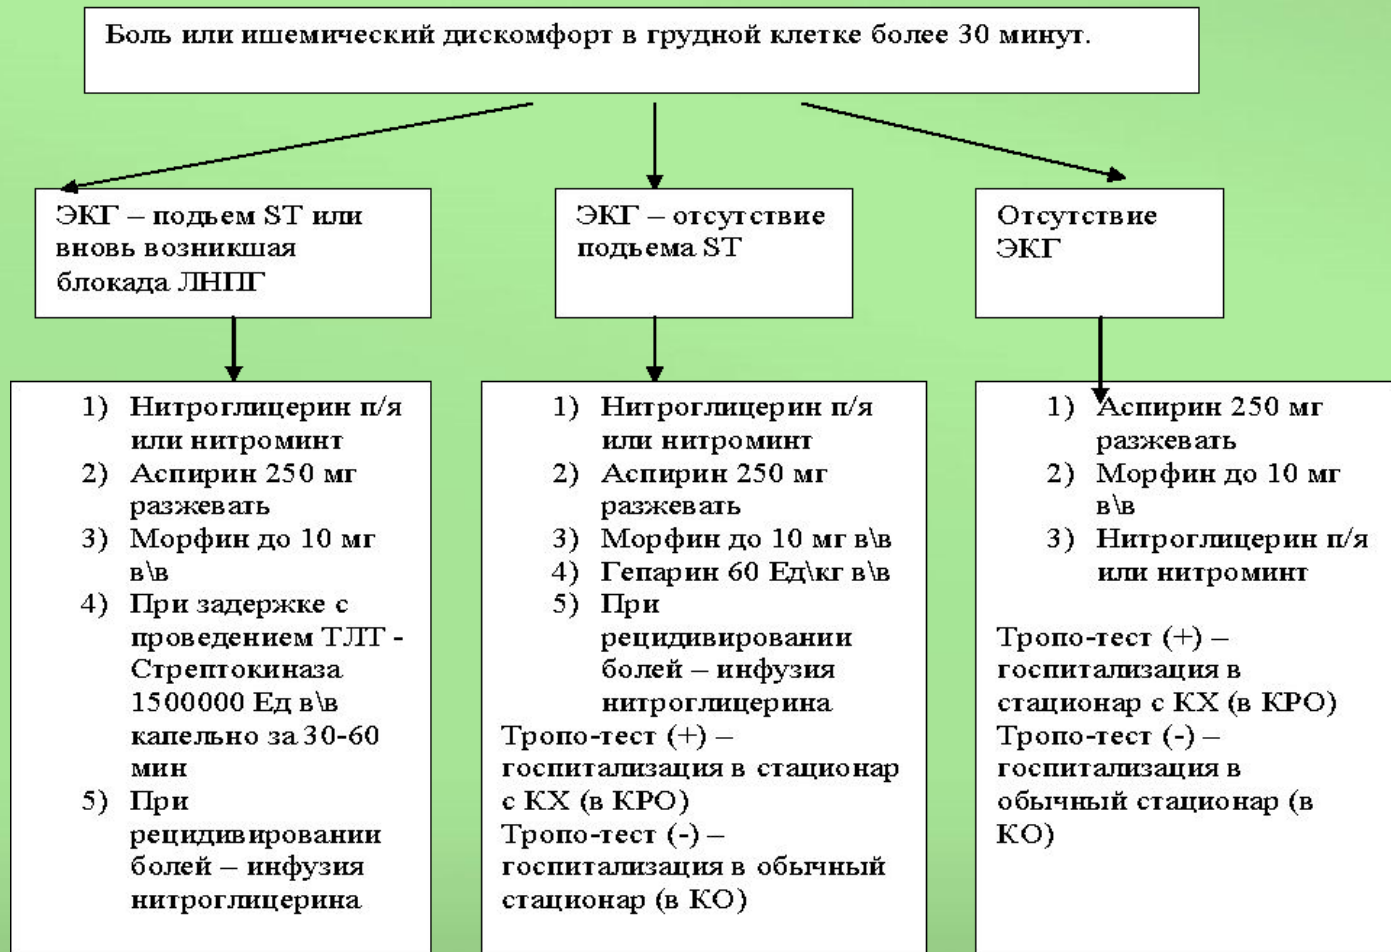 Боль или ишемический дискомфорт в грудной клетке более 30 минут.
ЭКГ – подьем ST или
вновь возникшая
блокада ЛНПГ
ЭКГ – отсутствие
подьема ST
Отсутствие
ЭКГ
1) Нитроглицерин п/я
или нитроминт
2) Аспирин 250 мг
разжевать
3) Морфин до 10 мг
в\в
4) При задержке с
проведением ТЛТ -
Стрептокиназа
1500000 Ед в\в
капельно за 30-60
мин
5) При
рецидивировании
болей – инфузия
нитроглицерина
1) Нитроглицерин п/я
или нитроминт
2) Аспирин 250 мг
разжевать
3) Морфин до 10 мг в\в
4) Гепарин 60 Ед\кг в\в
5) При
рецидивировании
болей – инфузия
нитроглицерина
Тропо-тест (+) –
госпитализация в стационар
с КХ (в КРО)
Тропо-тест (-) –
госпитализация в обычный
стационар (в КО)
1) Аспирин 250 мг
разжевать
2) Морфин до 10 мг
в\в
3) Нитроглицерин п/я
или нитроминт
Тропо-тест (+) –
госпитализация в
стационар с КХ (в КРО)
Тропо-тест (-) –
госпитализация в
обычный стационар (в
КО)